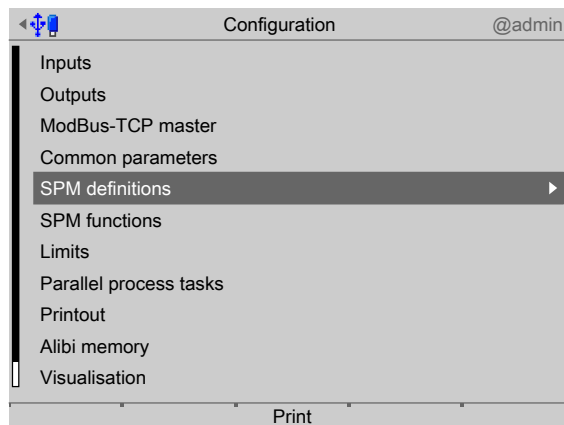 Configuration @admin
Inputs
Outputs
ModBus-TCP master
Common parameters
SPM definitions
SPM functions
Limits
Parallel process tasks
Printout
Alibi memory
Visualisation
Print